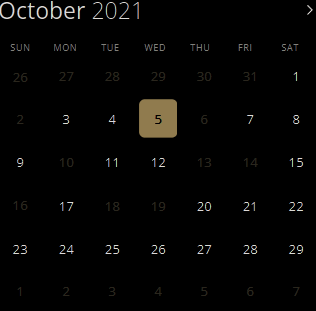 October 2021
SUN MON TUE WED THU FRI SAT
26 27 28 29 30 31 1
2 3 4 5 6 7 8
9 10 11 12 13 14 15
16 17 18 19 20 21 22
23 24 25 26 27 28 29
1 2 3 4 5 6 7